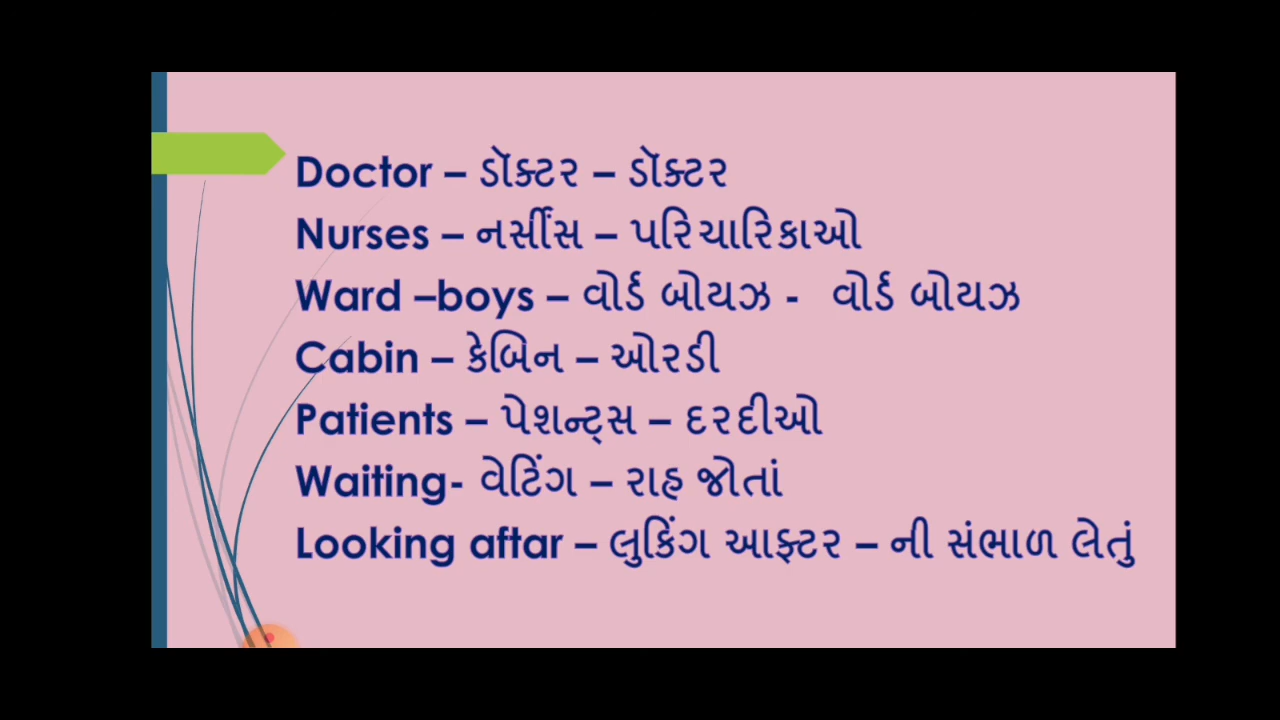 Doctor – ડૉક્ટર – ડૉક્ટર
Nurses – નર્સીંસ – પરિચારિકાઓ
Ward –boys – વોર્ડ બોયઝ - વોર્ડ બોયઝ
Cabin – કેબિન – ઓરડી
Patients – પેશન્ટ્સ – દરદીઓ
Waiting- વેટિંગ – રાહ જોતાં
Looking aftar – લુકિંગ આફ્ટર – ની સંભાળ લેતું